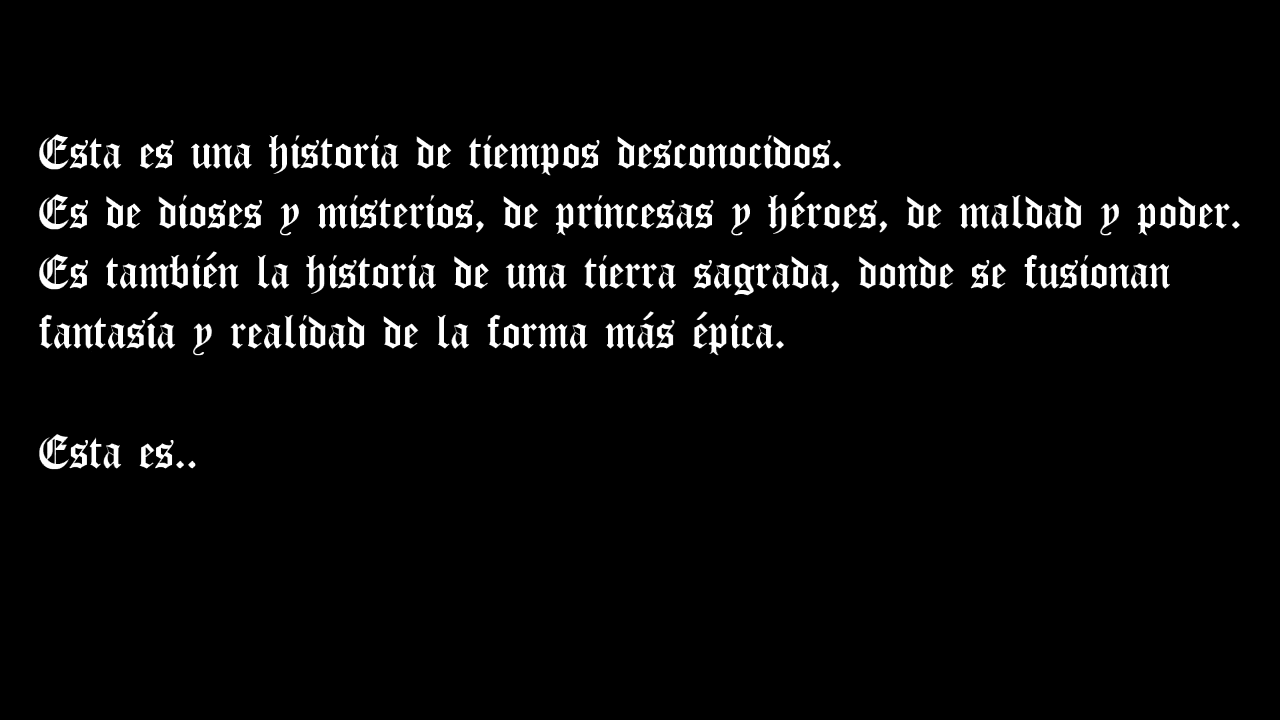 Esta es una historia de tiempos desconocidos.
Es de dioses y misterios, de princesas y héroes, de maldad y poder.
Es también la historia de una tierra sagrada, donde se fusionan
fantasía y realidad de la forma más épica.
Esta es..